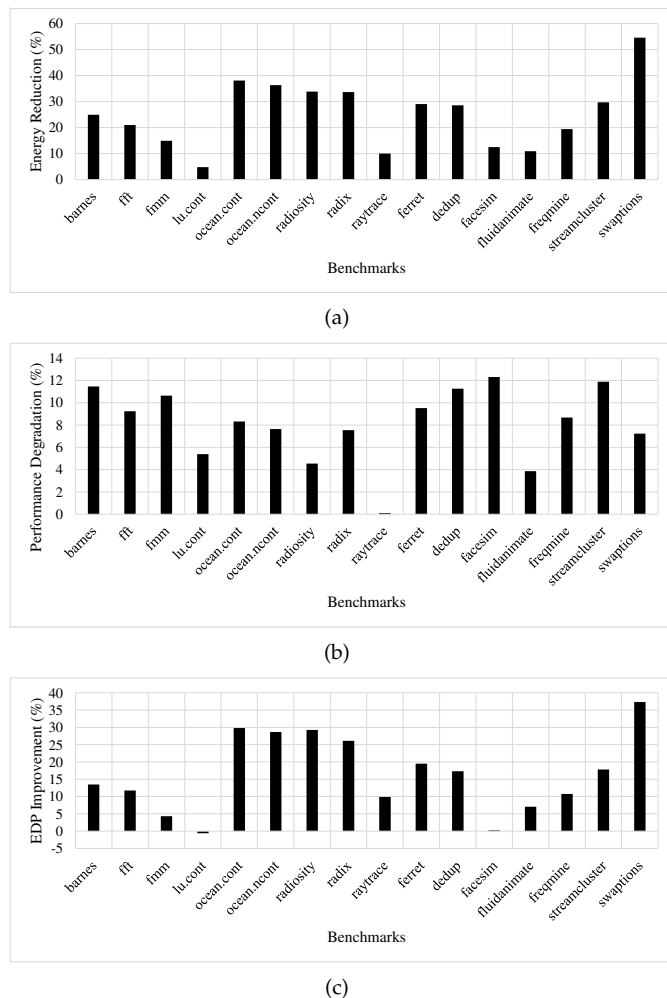 60
50
40
30
20
10
0
Energy Reduction (%)
barnes
fft
fmm
lu.cont
ocean.cont
ocean.ncont
radiosity
radix
raytrace
ferret
dedup
facesim
fluidanimate
freqmine
streamcluster
swaptions
Benchmarks
(a)
14
12
10
8
6
4
2
0
Performance Degradation (%)
barnes
fft
fmm
lu.cont
ocean.cont
ocean.ncont
radiosity
radix
raytrace
ferret
dedup
facesim
fluidanimate
freqmine
streamcluster
swaptions
Benchmarks
(b)
40
35
30
25
20
15
10
5
0
-5
EDP Improvement (%)
barnes
fft
fmm
lu.cont
ocean.cont
ocean.ncont
radiosity
radix
raytrace
ferret
dedup
facesim
fluidanimate
freqmine
streamcluster
swaptions
Benchmarks
(c)